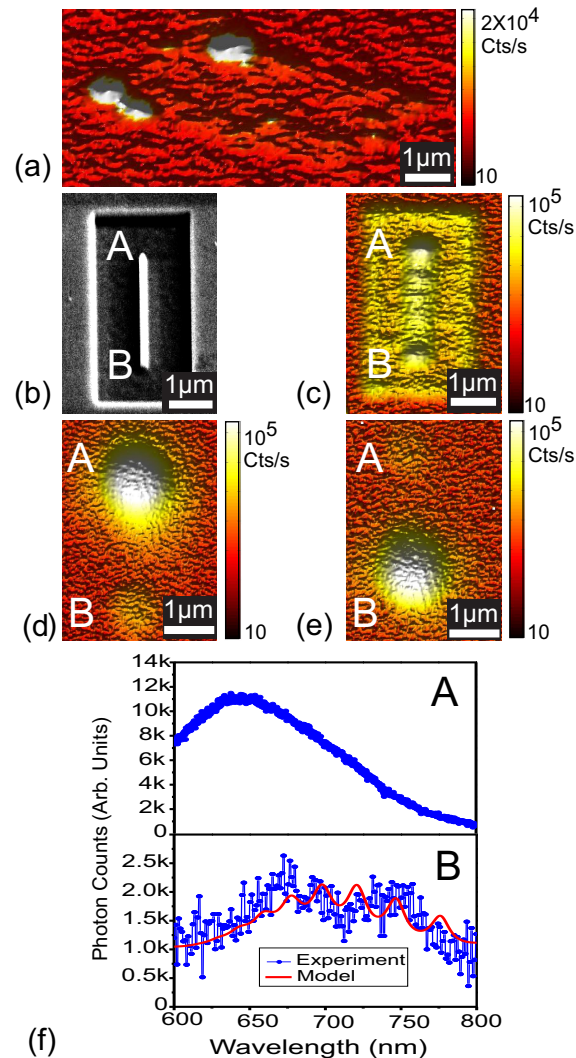 2X10⁴
Cts/s
10
1μm
(a)
A
B
1μm
(b)
10⁵
Cts/s
A
B
1μm
10
(c)
10⁵
Cts/s
A
B
1μm
10
(d)
10⁵
Cts/s
A
B
1μm
10
(e)
14k
12k
10k
8k
6k
4k
2k
0
A
2.5k
2.0k
1.5k
1.0k
0.5k
0
B
Experiment
Model
Photon Counts (Arb. Units)
600 650 700 750 800
Wavelength (nm)
(f)